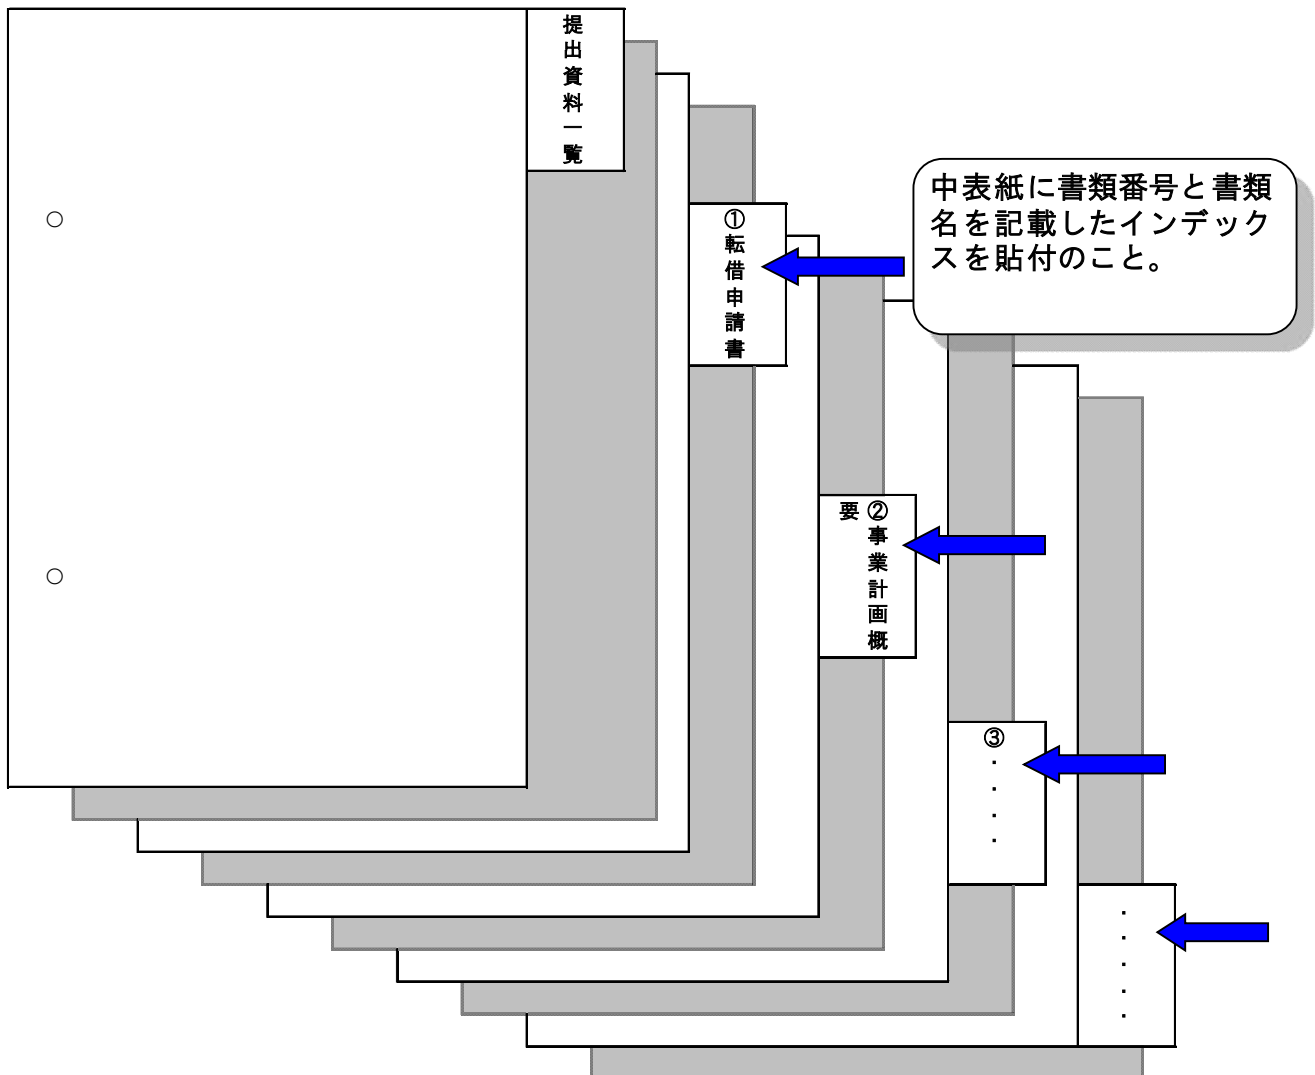 提出資料一覧
中表紙に書類番号と書類
名を記載したインデック
スを貼付のこと。
①転借申請書
②事業計画概
要
③・・・・
・・・・・